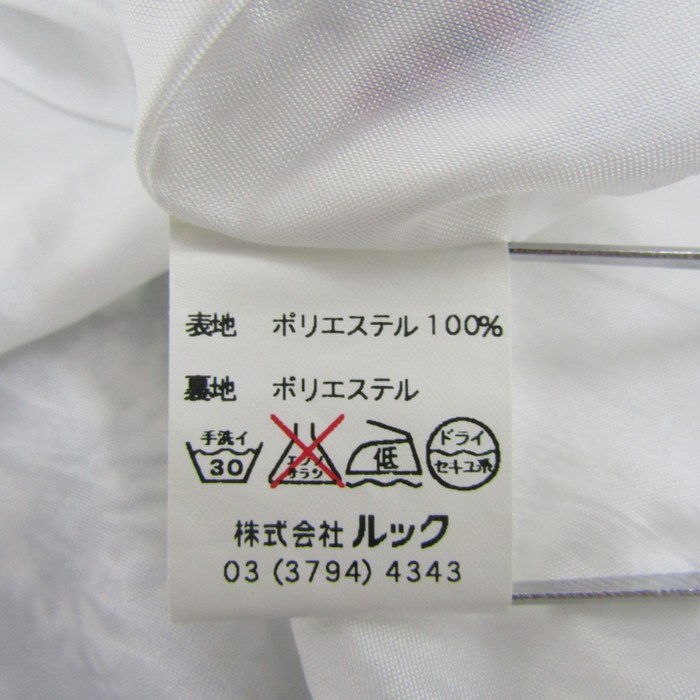 表地 ポリエステル 100%
裏地 ポリエステル
手洗イ 30 エンソサラシ 低 ドライ セキユ系
株式会社 ルック
03 (3794) 4343